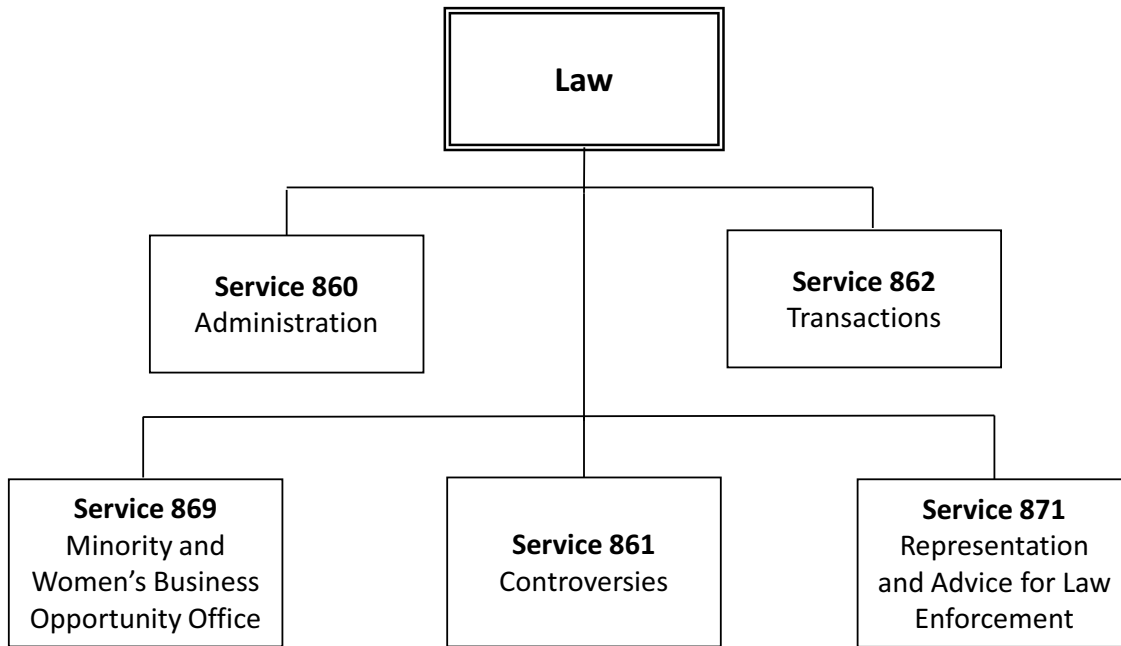 Law
Service 860
Administration
Service 862
Transactions
Service 869
Minority and
Women’s Business
Opportunity Office
Service 861
Controversies
Service 871
Representation
and Advice for Law
Enforcement